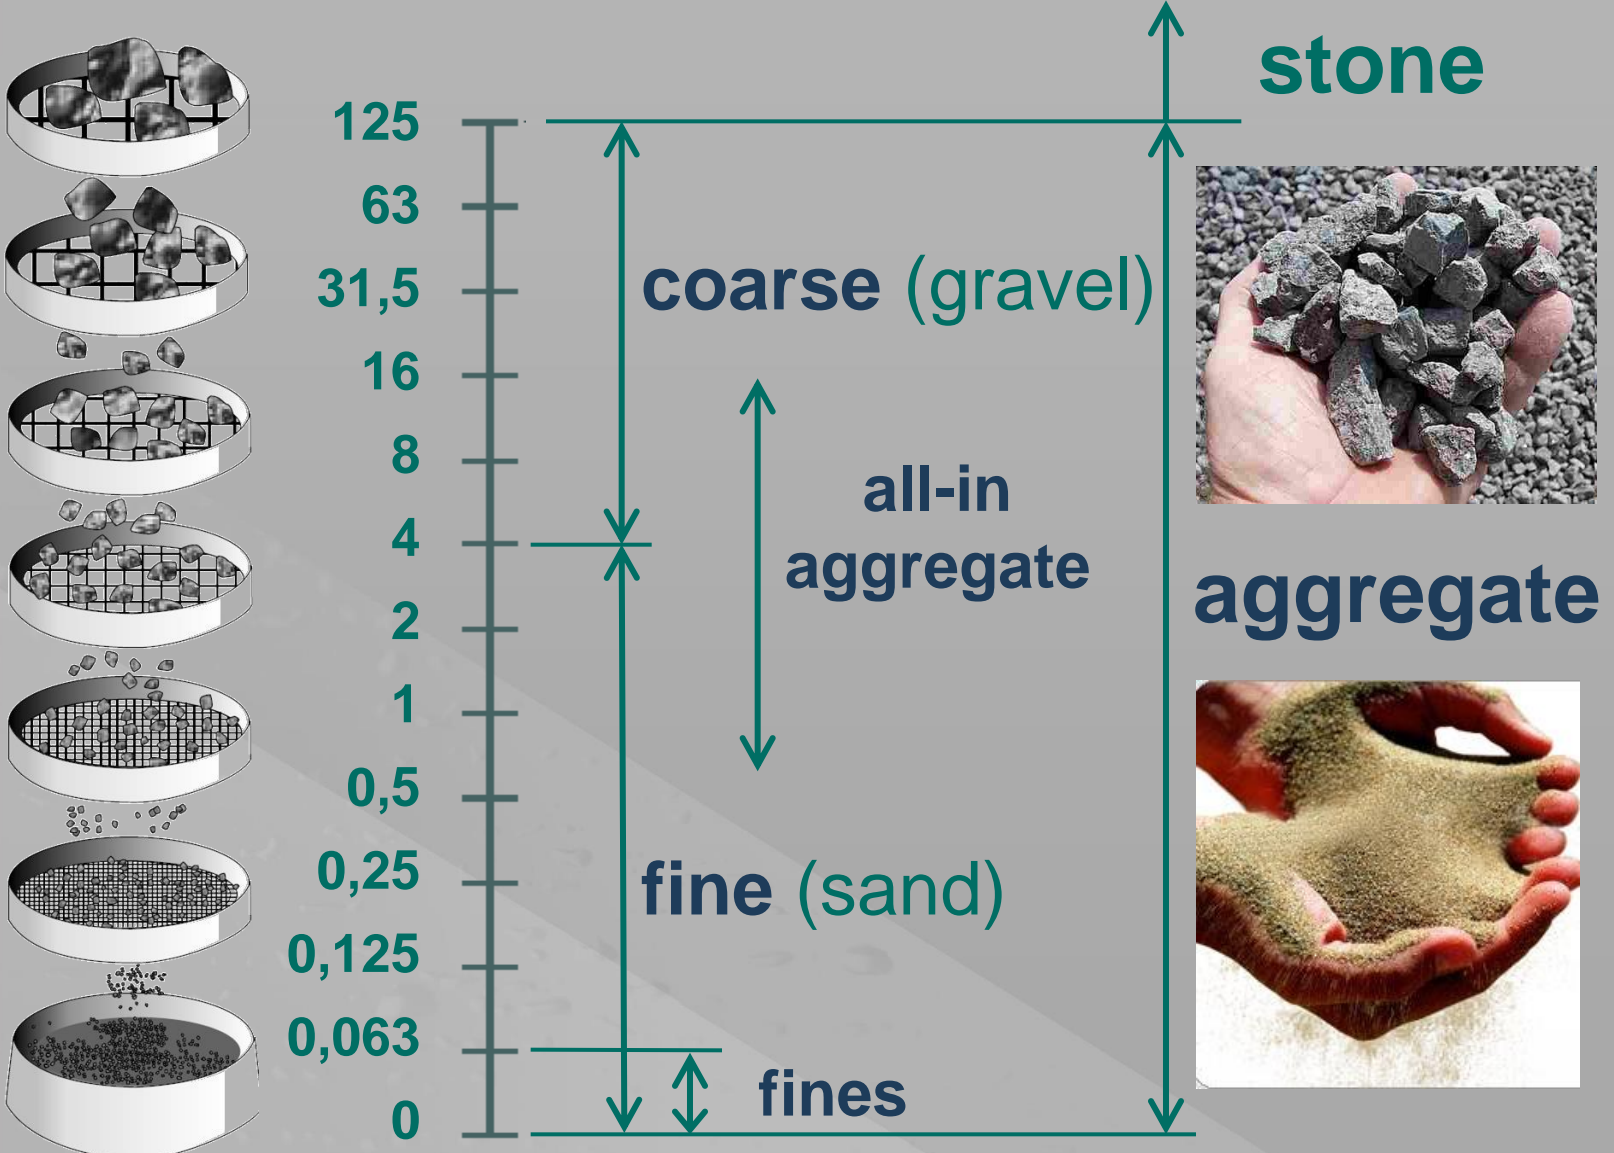 stone
125
63
31,5
coarse (gravel)
16
8
all-in
aggregate
4
aggregate
2
1
0,5
0,25
fine (sand)
0,125
0,063
fines
0